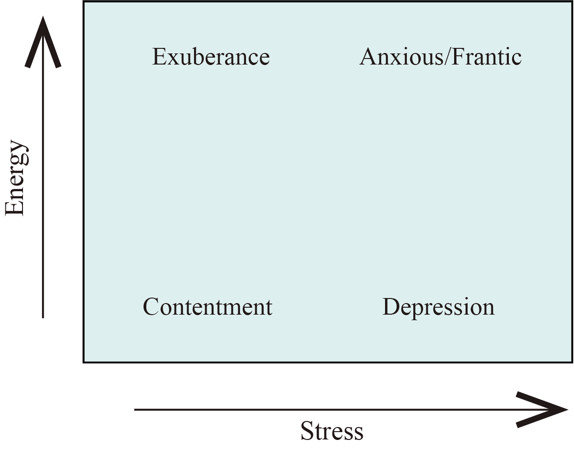 Exuberance
Anxious/Frantic
Energy
Contentment
Depression
Stress